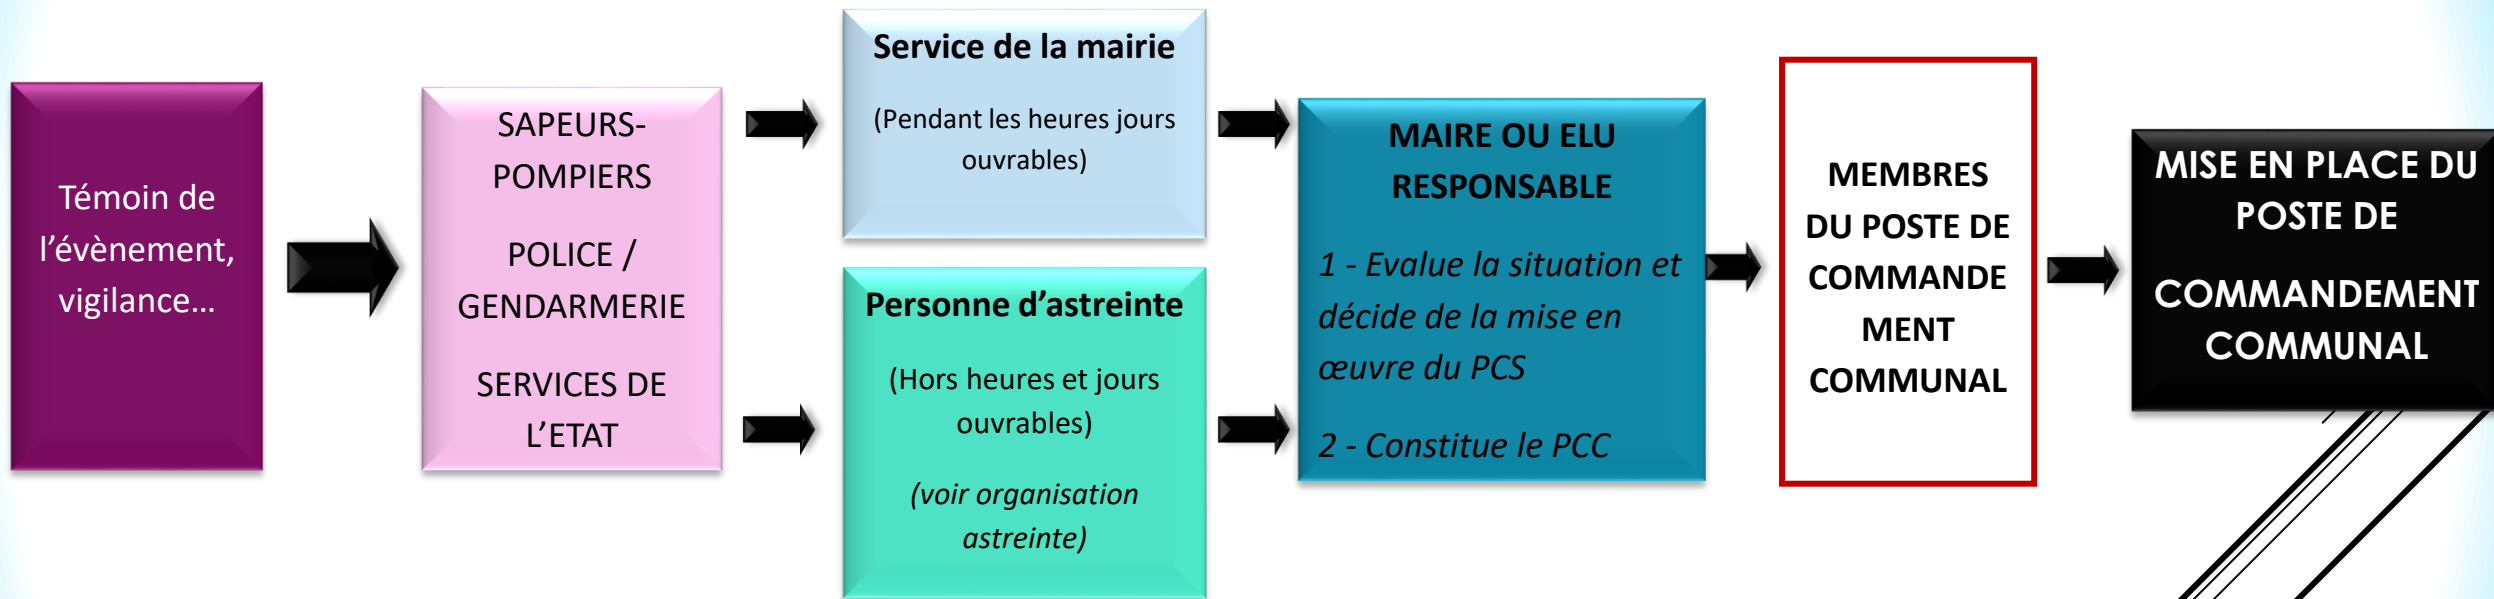 Témoin de
l’évènement,
vigilance…
SAPEURS-
POMPIERS
POLICE /
GENDARMERIE
SERVICES DE
L’ETAT
Service de la mairie
(Pendant les heures jours
ouvrables)
Personne d’astreinte
(Hors heures et jours
ouvrables)
(voir organisation
astreinte)
MAIRE OU ELU
RESPONSABLE
1 - Evalue la situation et
décide de la mise en
œuvre du PCS
2 - Constitue le PCC
MEMBRES
DU POSTE DE
COMMANDE
MENT
COMMUNAL
MISE EN PLACE DU
POSTE DE
COMMANDEMENT
COMMUNAL